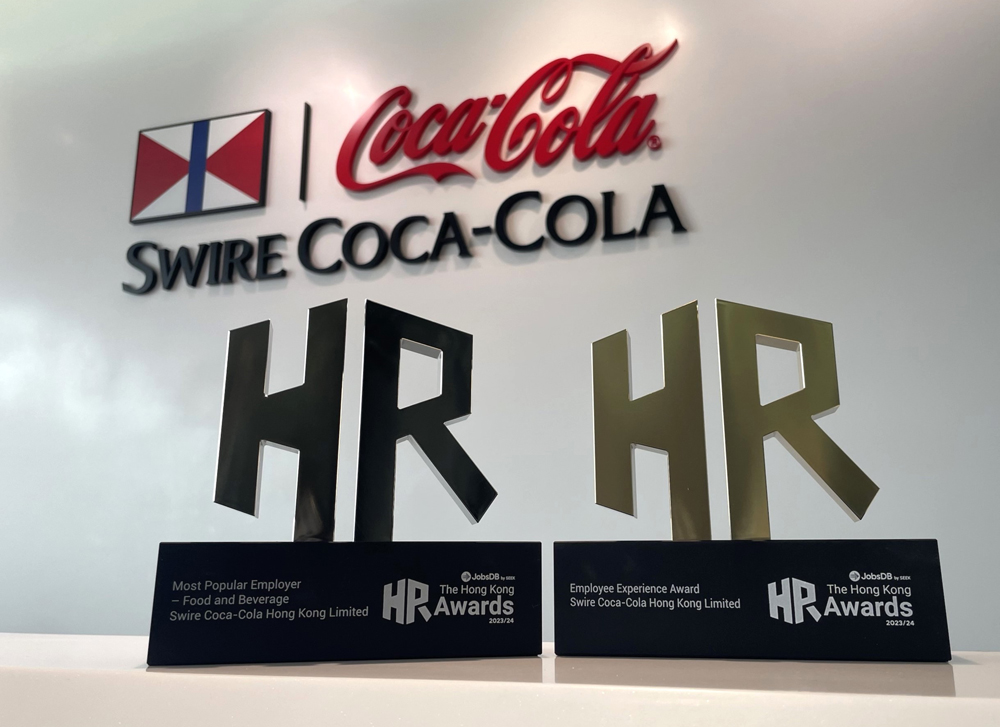 Coca-Cola®
SWIRE COCA-COLA
HR
HR
Most Popular Employer
– Food and Beverage
Swire Coca-Cola Hong Kong Limited
JobsDB by SEEK
HR The Hong Kong
Awards
2023/24
Employee Experience Award
Swire Coca-Cola Hong Kong Limited
JobsDB by SEEK
HR The Hong Kong
Awards
2023/24